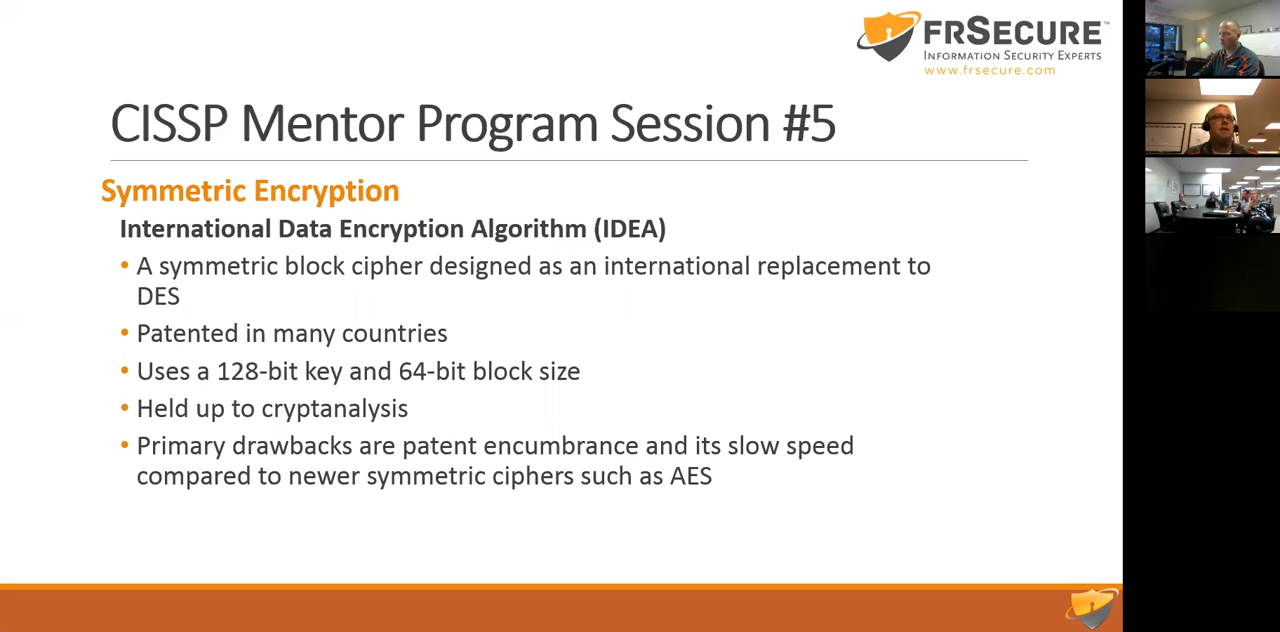 FRSECURE™
INFORMATION SECURITY EXPERTS
www.frsecure.com
CISSP Mentor Program Session #5
Symmetric Encryption
International Data Encryption Algorithm (IDEA)
• A symmetric block cipher designed as an international replacement to
DES
• Patented in many countries
• Uses a 128-bit key and 64-bit block size
• Held up to cryptanalysis
• Primary drawbacks are patent encumbrance and its slow speed
compared to newer symmetric ciphers such as AES